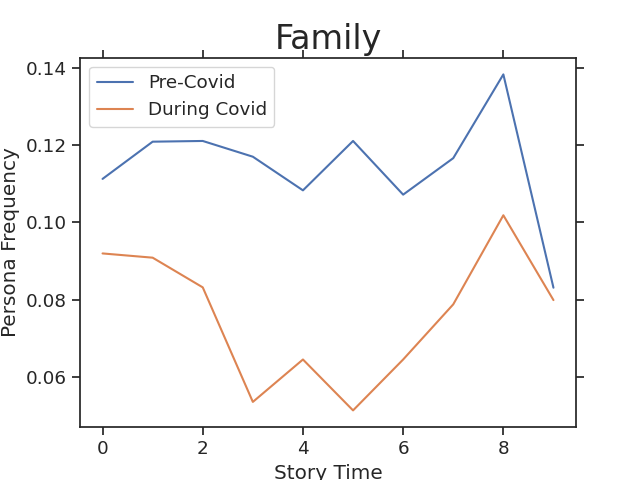 Family
Pre-Covid
During Covid
Persona Frequency
0.14
0.12
0.10
0.08
0.06
0 2 4 6 8
Story Time